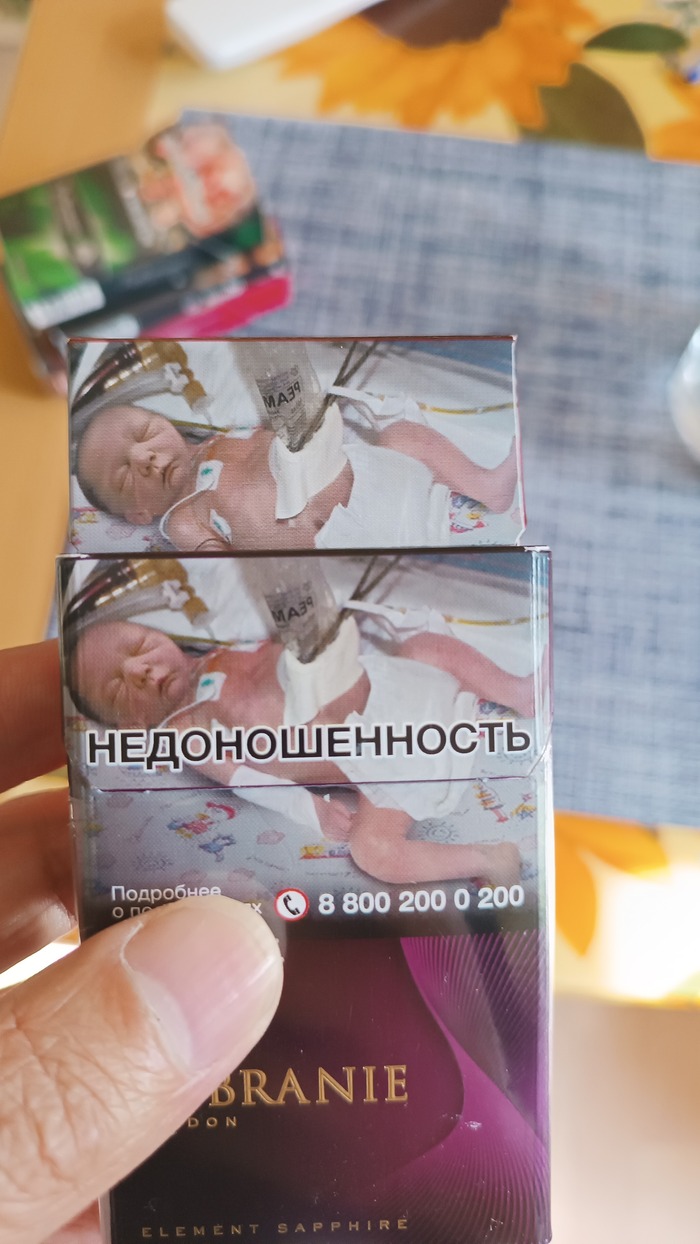 НЕДОНОШЕННОСТЬ
Подробнее
о
8 800 200 0 200
BRANIE
DON
ELEMENT SAPPHIRE